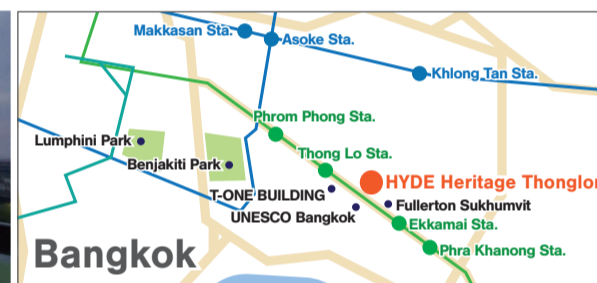 Makkasan Sta.
Asoke Sta.
Khlong Tan Sta.
Phrom Phong Sta.
Lumphini Park
Thong Lo Sta.
Benjakiti Park
HYDE Heritage Thonglor
T-ONE BUILDING
Fullerton Sukhumvit
UNESCO Bangkok
Ekkamai Sta.
Bangkok
Phra Khanong Sta.